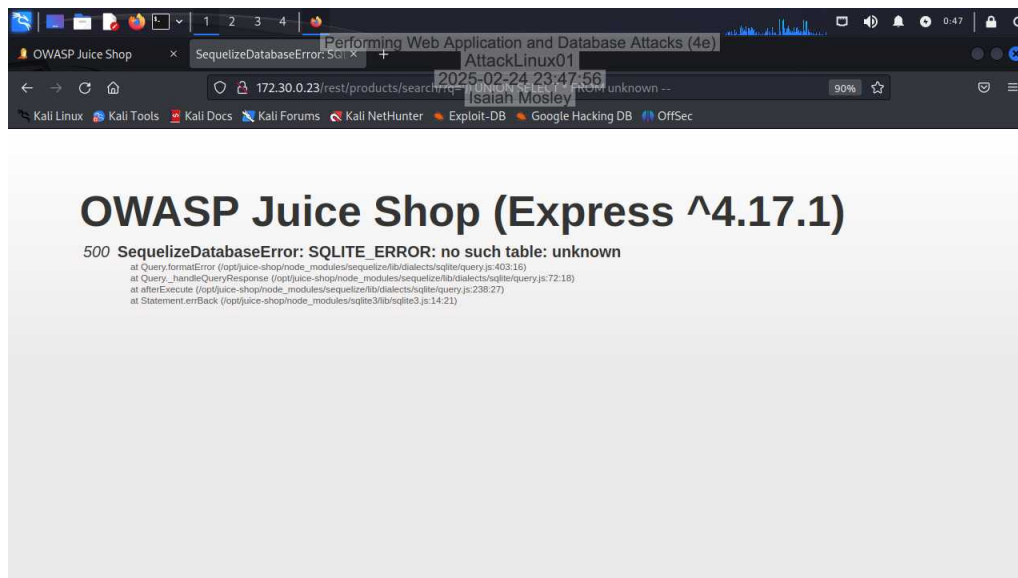 1 2 3 4
0:47
OWASP Juice Shop
SequelizeDatabaseError: SQL
Performing Web Application and Database Attacks (4e)
AttackLinux01
2025-02-24 23:47:56
Isaiah Mosley
172.30.0.23/rest/products/search UNION SELECT * FROM unknown --
90%
Kali Linux Kali Tools Kali Docs Kali Forums Kali NetHunter Exploit-DB Google Hacking DB OffSec
OWASP Juice Shop (Express ^4.17.1)
500 SequelizeDatabaseError: SQLITE_ERROR: no such table: unknown
at Query.formatError (/opt/juice-shop/node_modules/sequelize/lib/dialects/sqlite/query.js:403:16)
at Query._handleQueryResponse (/opt/juice-shop/node_modules/sequelize/lib/dialects/sqlite/query.js:72:18)
at afterExecute (/opt/juice-shop/node_modules/sequelize/lib/dialects/sqlite/query.js:238:27)
at Statement.errBack (/opt/juice-shop/node_modules/sqlite3/lib/sqlite3.js:14:21)